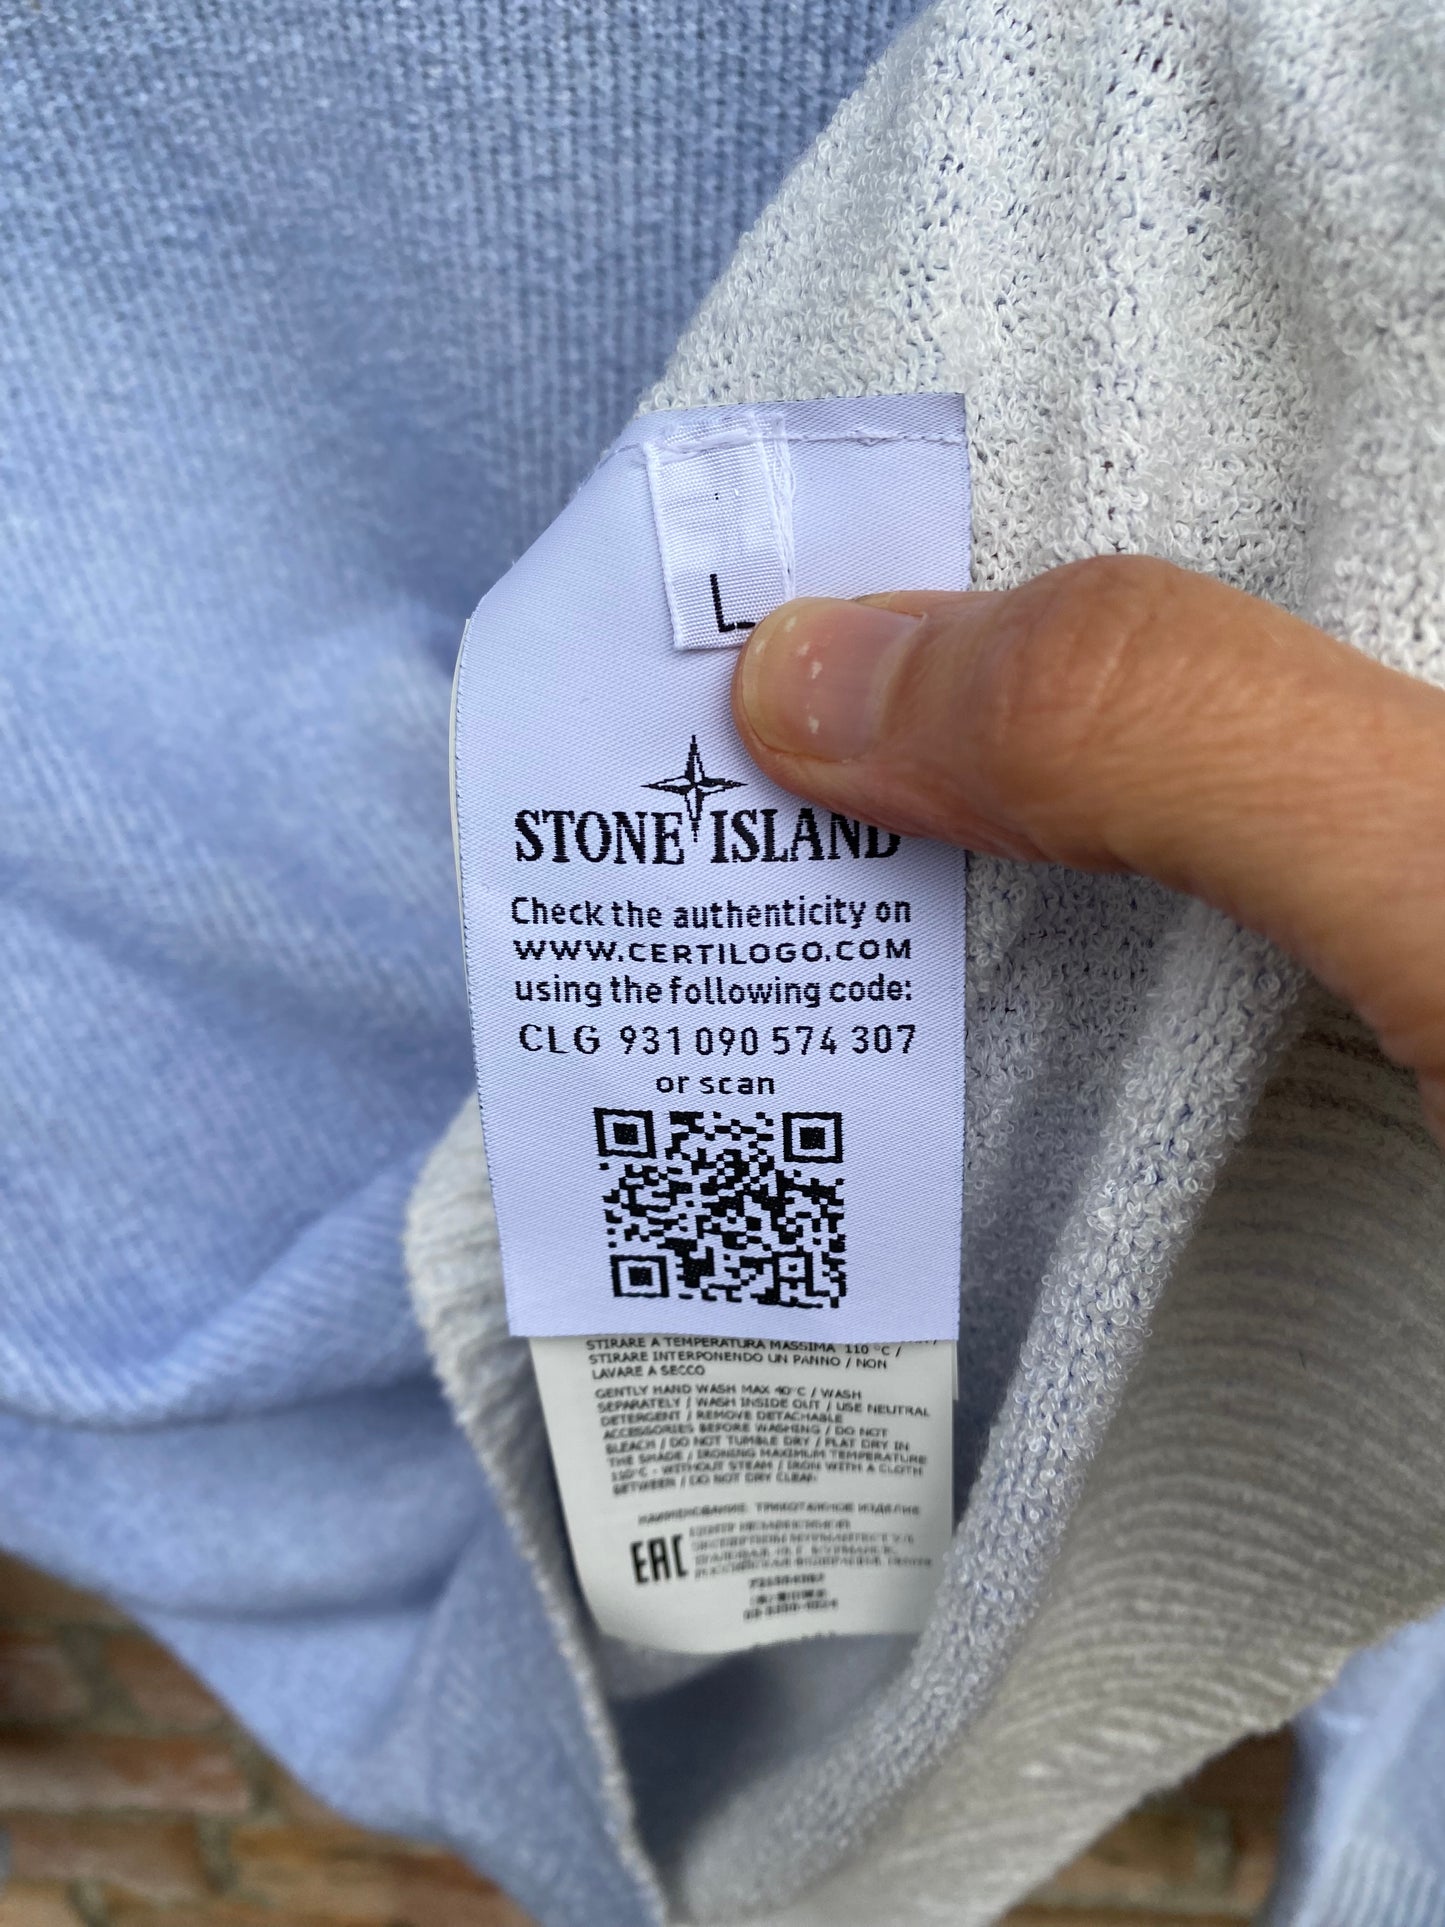 L
STONE ISLAND
Check the authenticity on
WWW.CERTILOGO.COM
using the following code:
CLG 931 090 574 307
or scan
STIRARE A TEMPERATURA MASSIMA 110 °C /
STIRARE INTERPONENDO UN PANNO / NON
LAVARE A SECCO
GENTLY HAND WASH MAX 40°C / WASH
SEPARATELY / WASH INSIDE OUT / USE NEUTRAL
DETERGENT / REMOVE DETACHABLE
ACCESSORIES BEFORE WASHING / DO NOT
BLEACH / DO NOT TUMBLE DRY / FLAT DRY IN
THE SHADE / IRONING MAXIMUM TEMPERATURE
110°C - WITHOUT STEAM / IRON WITH A CLOTH
BETWEEN / DO NOT DRY CLEAN
НАИМЕНОВАНИЕ: ТРИКОТАЖНОЕ ИЗДЕЛИЕ
EAC